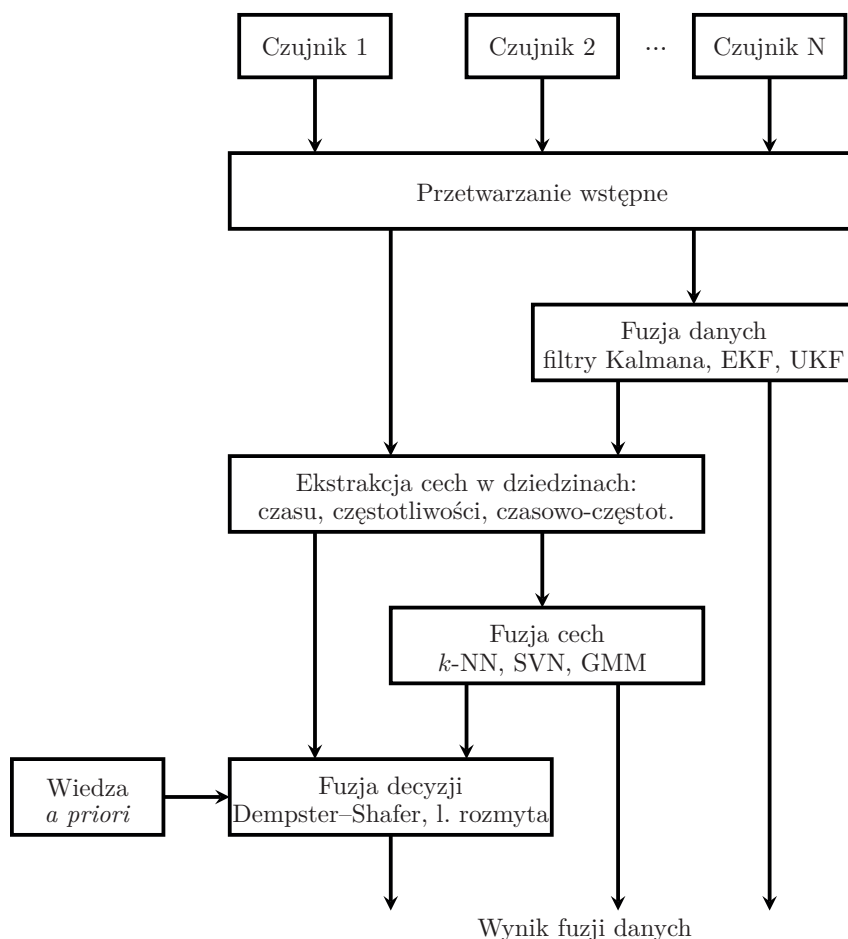 Czujnik 1
Czujnik 2
...
Czujnik N
Przetwarzanie wstępne
Fuzja danych
filtry Kalmana, EKF, UKF
Ekstrakcja cech w dziedzinach:
czasu, częstotliwości, czasowo-częstot.
Fuzja cech
k-NN, SVN, GMM
Wiedza
a priori
Fuzja decyzji
Dempster–Shafer, l. rozmyta
Wynik fuzji danych